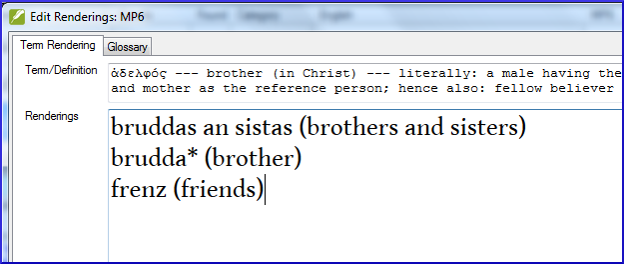 Edit Renderings: MP6
Term Rendering Glossary
Term/Definition
ἀδελφός --- brother (in Christ) --- literally: a male having the
and mother as the reference person; hence also: fellow believer
Renderings
bruddas an sistas (brothers and sisters)
brudda* (brother)
frenz (friends)